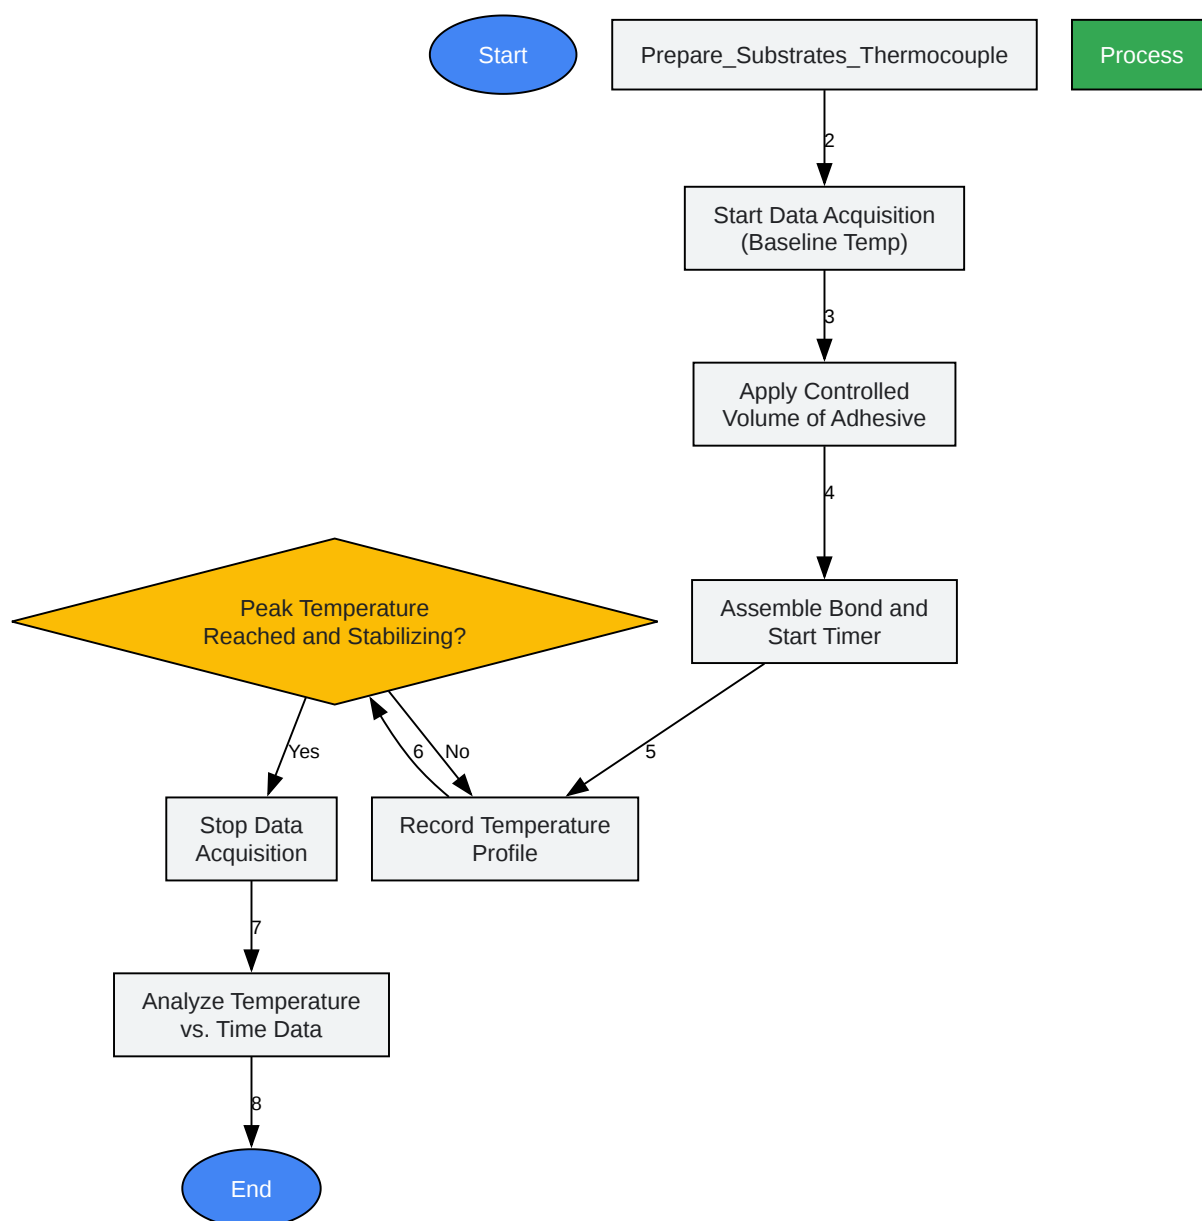 Start
Prepare_Substrates_Thermocouple
Process
2
Start Data Acquisition
(Baseline Temp)
3
Apply Controlled
Volume of Adhesive
4
Assemble Bond and
Start Timer
5
Peak Temperature
Reached and Stabilizing?
Yes
6
No
Stop Data
Acquisition
Record Temperature
Profile
7
Analyze Temperature
vs. Time Data
8
End